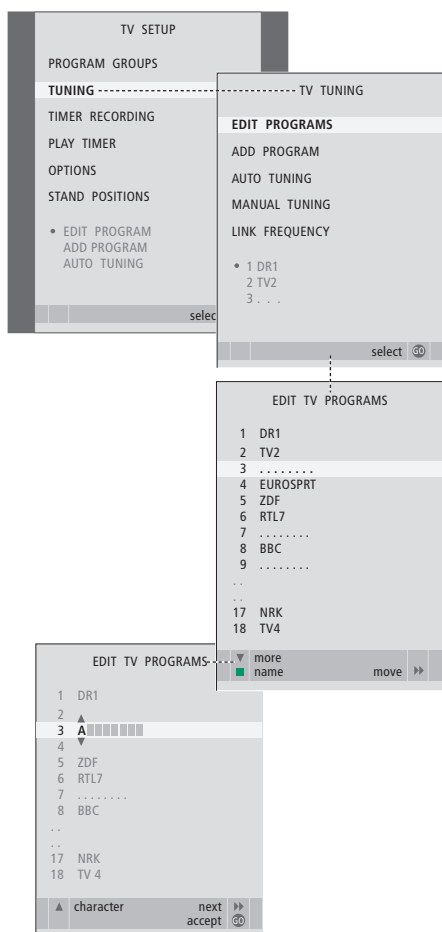 TV SETUP
PROGRAM GROUPS
TUNING
TIMER RECORDING
PLAY TIMER
OPTIONS
STAND POSITIONS
• EDIT PROGRAM
ADD PROGRAM
AUTO TUNING
selec
TV TUNING
EDIT PROGRAMS
ADD PROGRAM
AUTO TUNING
MANUAL TUNING
LINK FREQUENCY
• 1 DR1
2 TV2
3 . . .
select GO
EDIT TV PROGRAMS
1 DR1
2 TV2
3 . . . . . . . .
4 EUROSPRT
5 ZDF
6 RTL7
7 . . . . . . . .
8 BBC
9 . . . . . . . .
. .
. .
17 NRK
18 TV4
▼ more
name move ▶▶
EDIT TV PROGRAMS
1 DR1
2
3 A
4
5 ZDF
6 RTL7
7 . . . . . . . .
8 BBC
. .
. .
17 NRK
18 TV 4
▲ character next ▶▶
accept GO